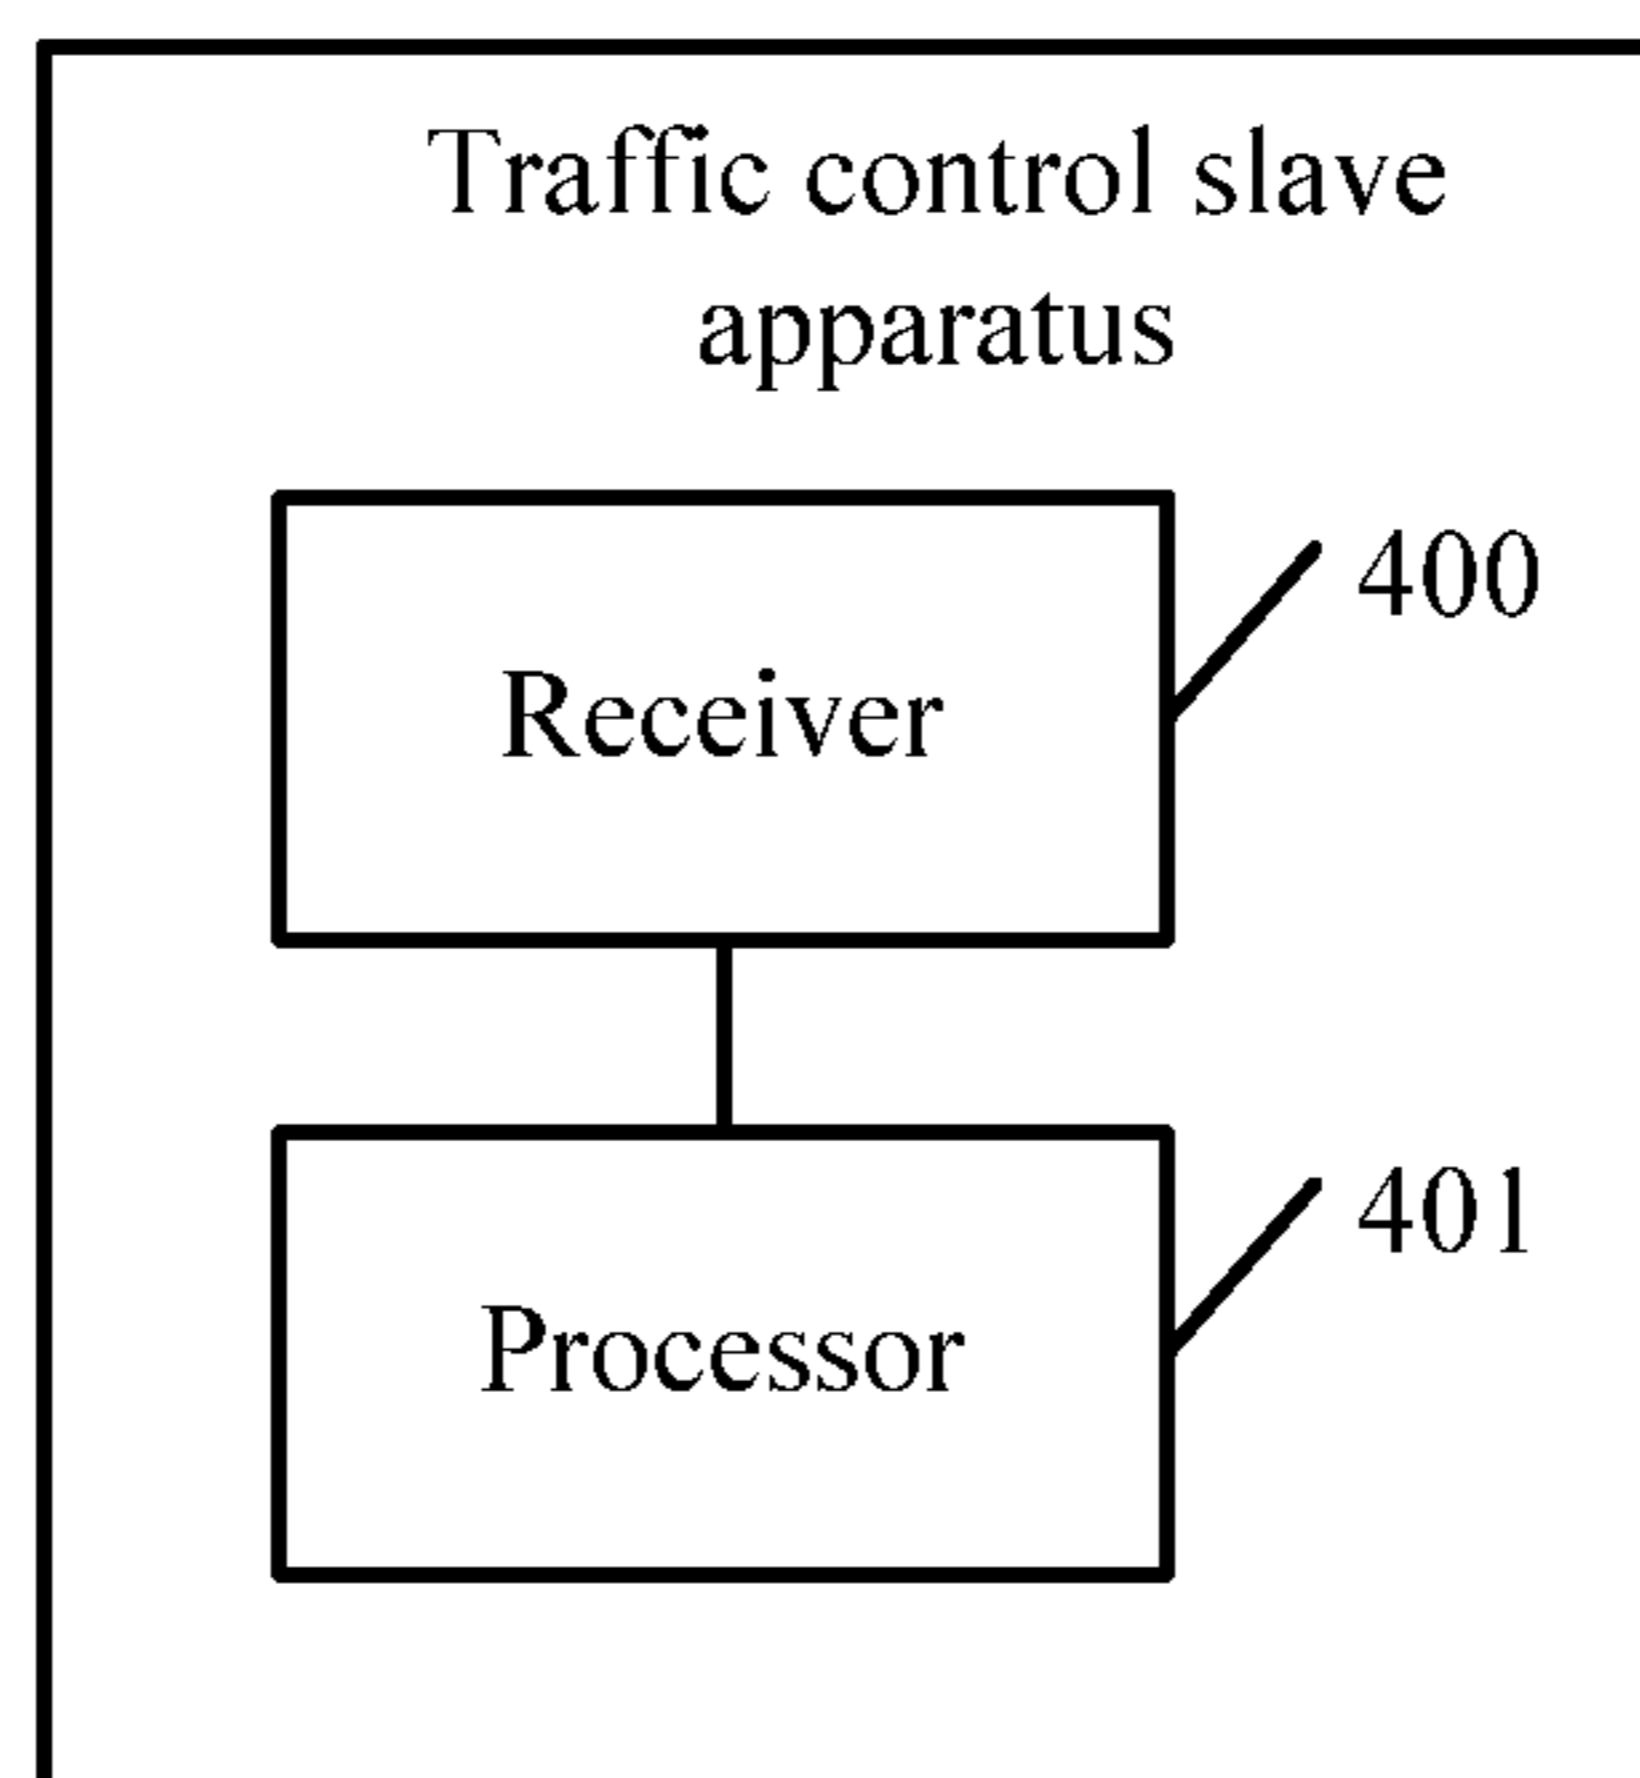 Traffic control slave
apparatus
400
Receiver
401
Processor